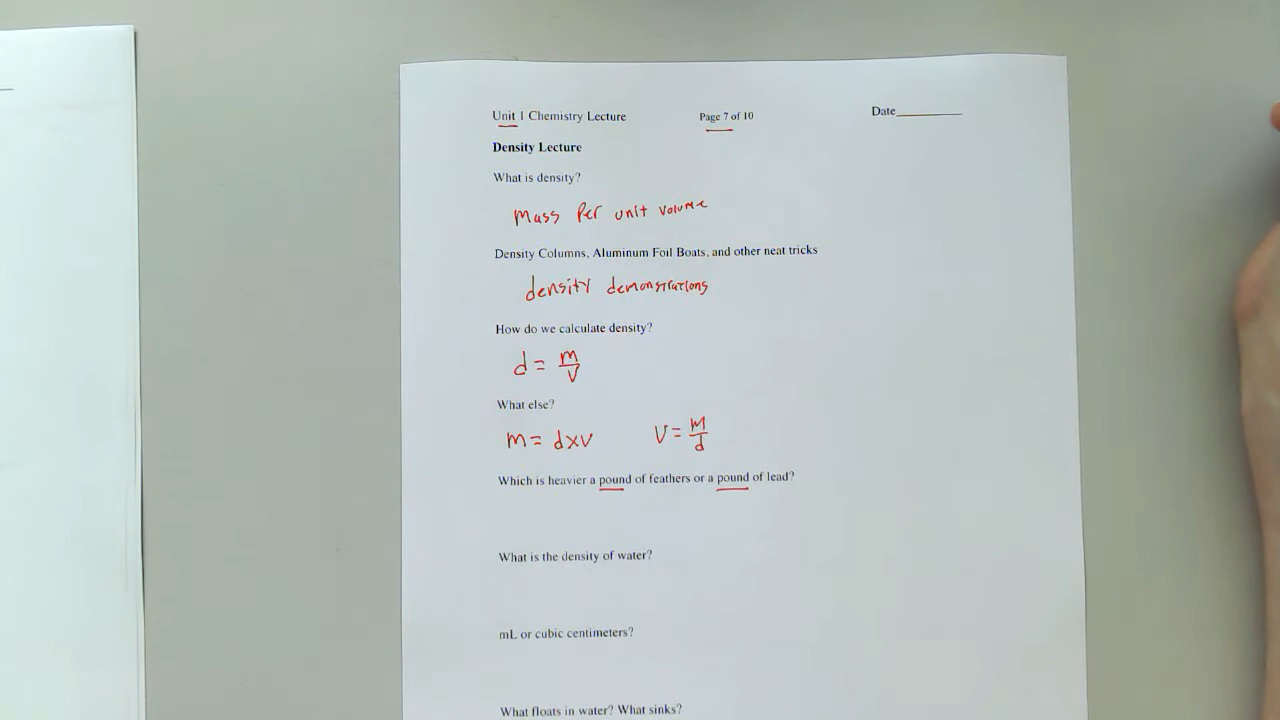 Unit 1 Chemistry Lecture Page 7 of 10 Date_________
Density Lecture
What is density?
Mass Per unit volume
Density Columns, Aluminum Foil Boats, and other neat tricks
density demonstrations
How do we calculate density?
d = m/v
What else?
m = dxv V = m/d
Which is heavier a pound of feathers or a pound of lead?
What is the density of water?
mL or cubic centimeters?
What floats in water? What sinks?